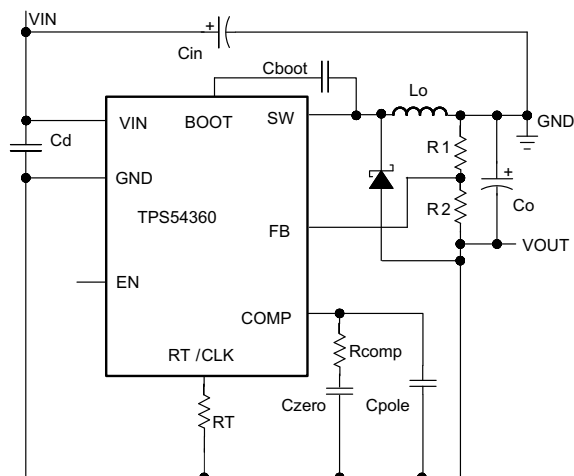 VIN
Cin
+
Cboot
Lo
VIN
BOOT
SW
GND
Cd
R1
GND
+
TPS54360
R2
Co
FB
VOUT
EN
COMP
Rcomp
RT /CLK
Czero
Cpole
RT